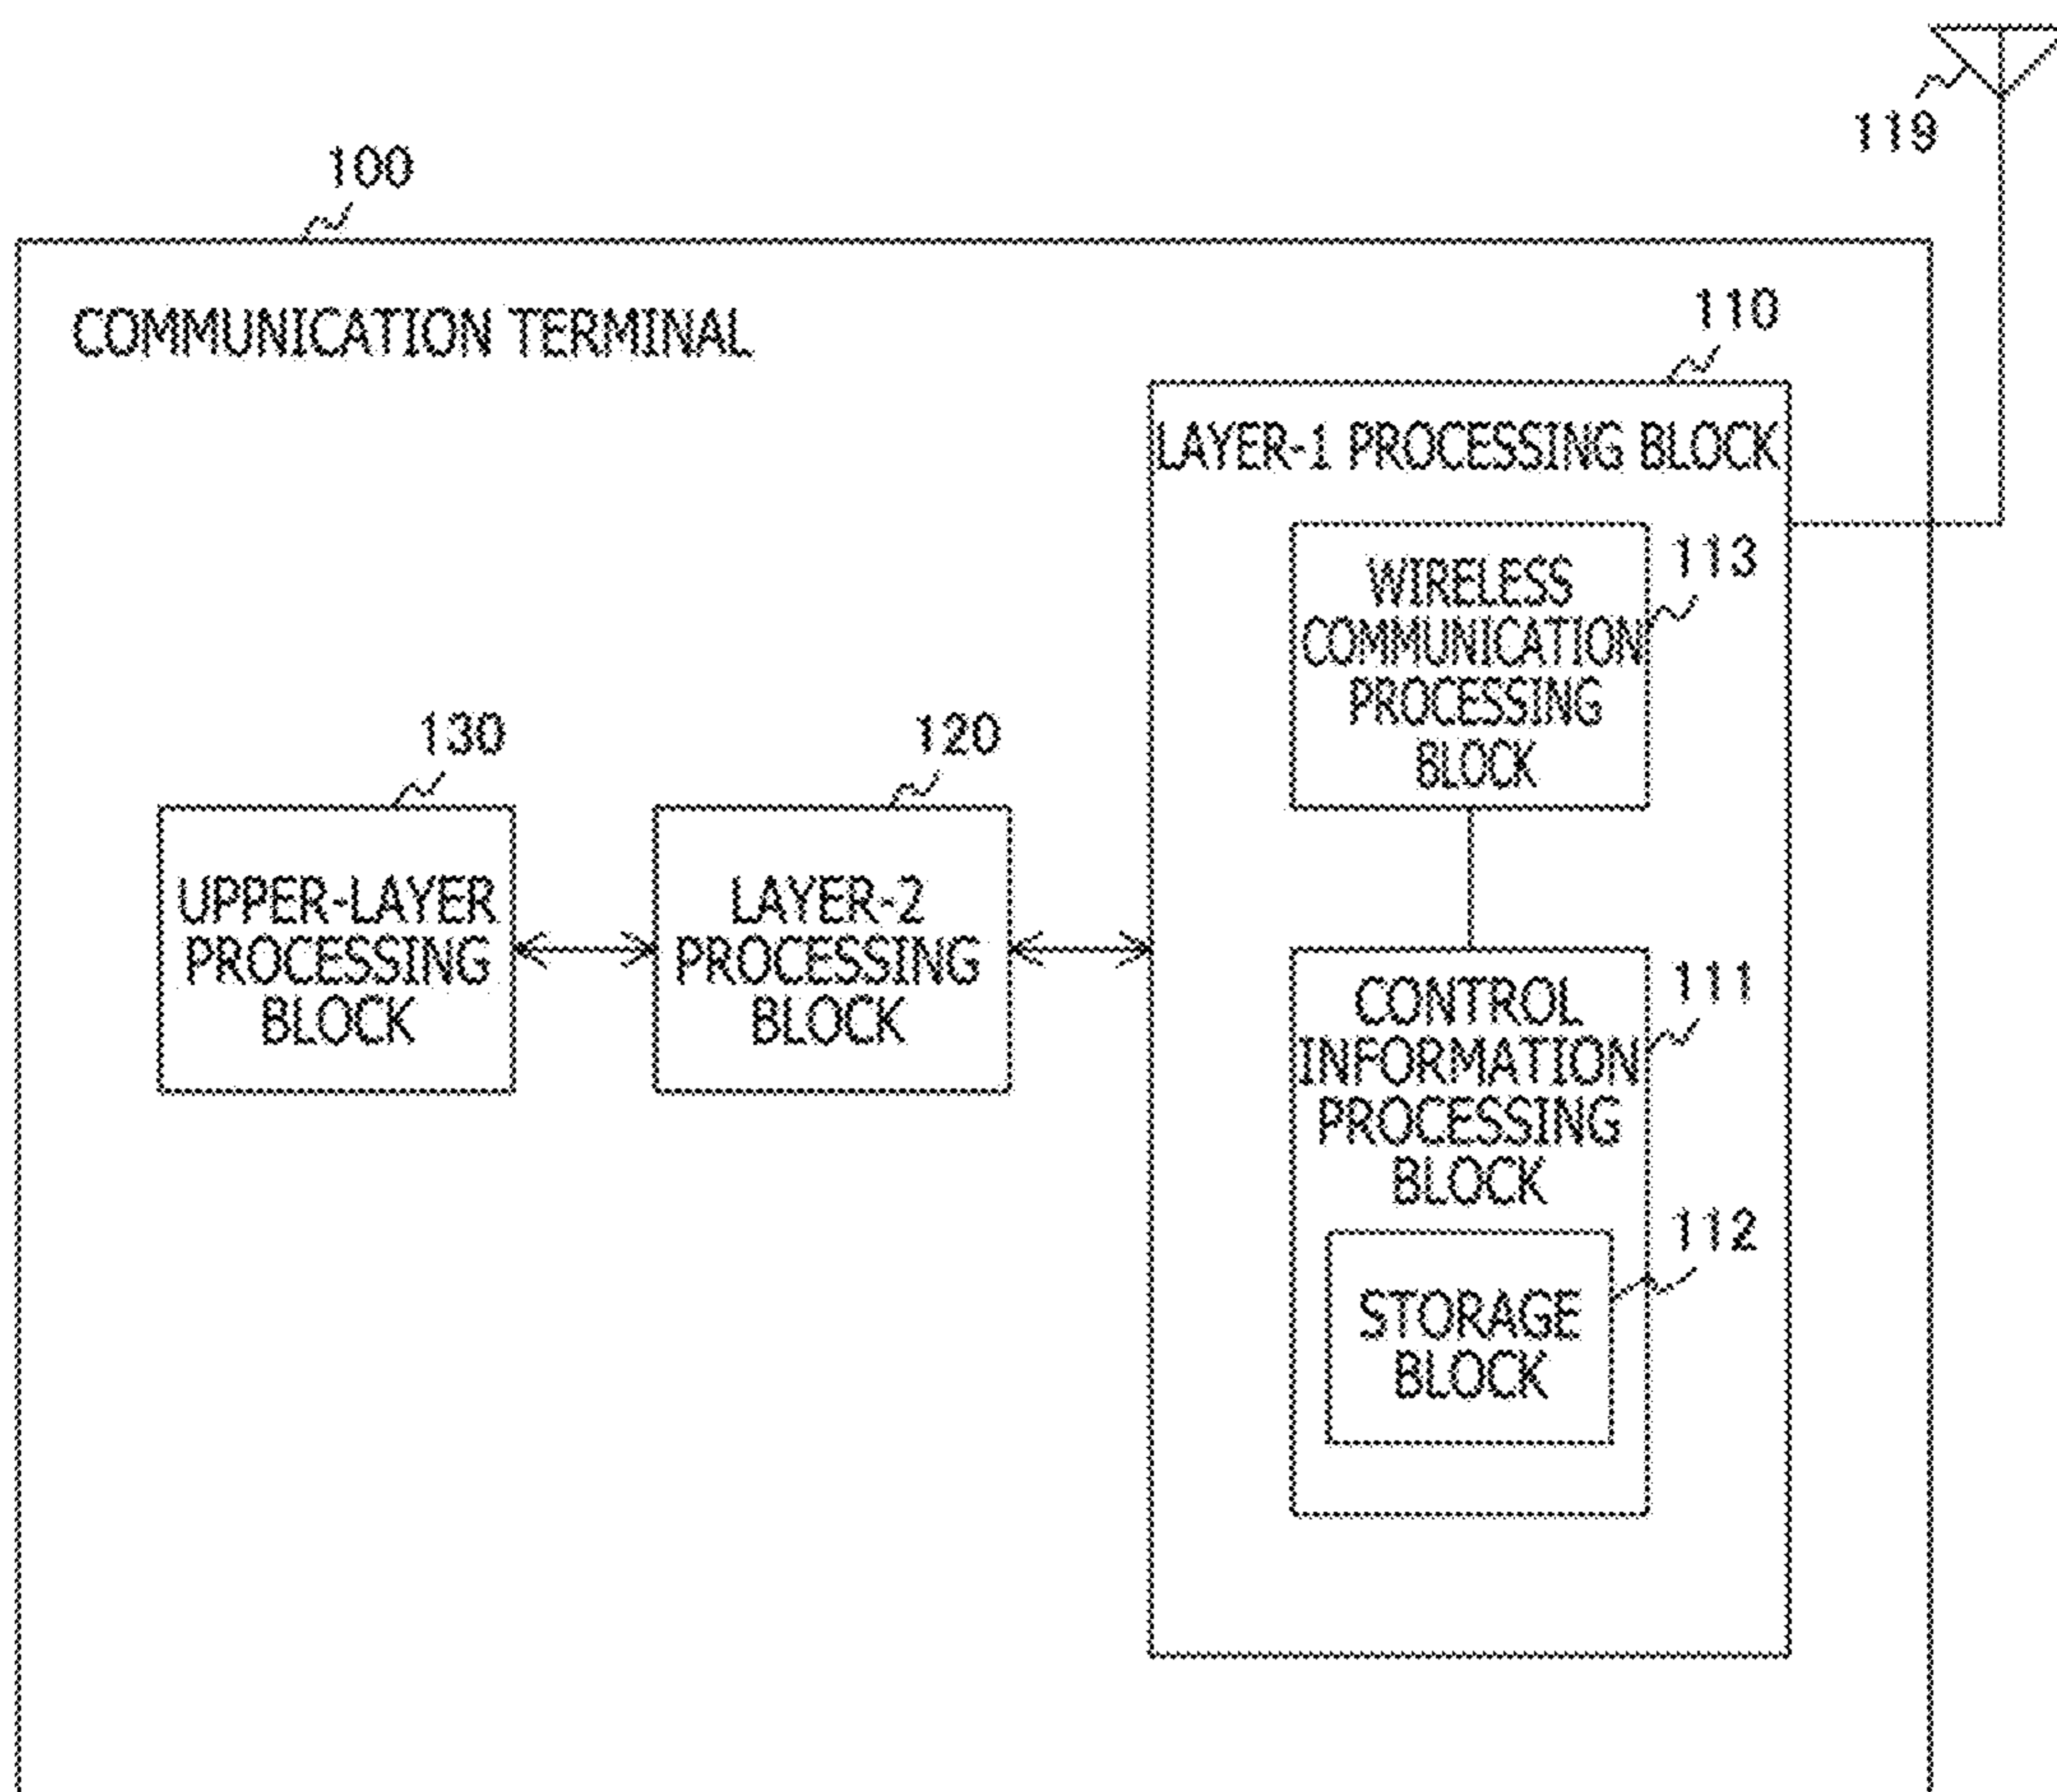 119
100
COMMUNICATION TERMINAL
110
LAYER-1 PROCESSING BLOCK
113
WIRELESS
COMMUNICATION
PROCESSING
BLOCK
130
120
UPPER-LAYER
PROCESSING
BLOCK
LAYER-2
PROCESSING
BLOCK
111
CONTROL
INFORMATION
PROCESSING
BLOCK
112
STORAGE
BLOCK